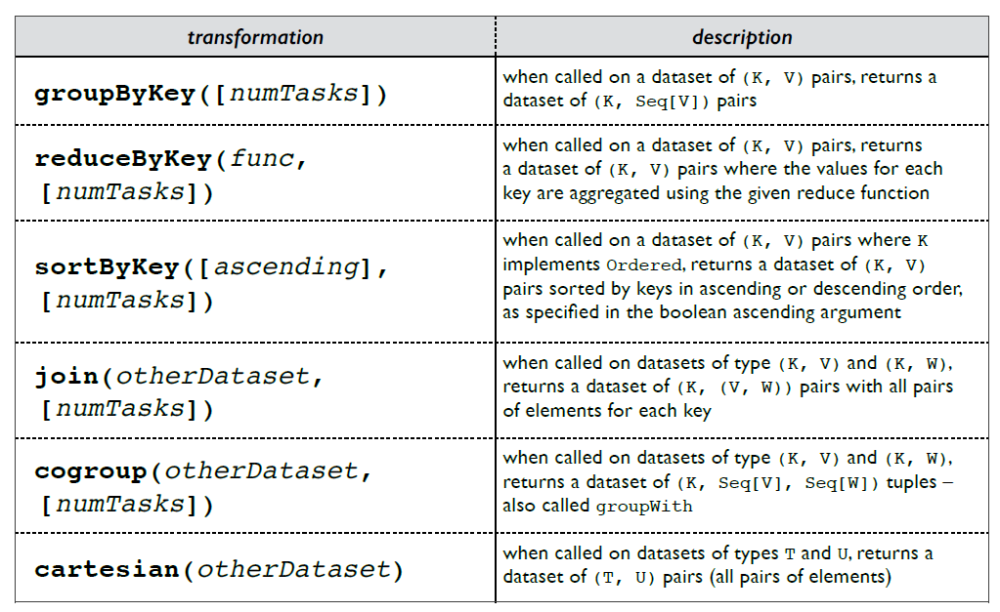 transformation
description
groupByKey([numTasks])
when called on a dataset of (K, V) pairs, returns a
dataset of (K, Seq[V]) pairs
reduceByKey(func,
[numTasks])
when called on a dataset of (K, V) pairs, returns
a dataset of (K, V) pairs where the values for each
key are aggregated using the given reduce function
sortByKey([ascending],
[numTasks])
when called on a dataset of (K, V) pairs where K
implements Ordered, returns a dataset of (K, V)
pairs sorted by keys in ascending or descending order,
as specified in the boolean ascending argument
join(otherDataset,
[numTasks])
when called on datasets of type (K, V) and (K, W),
returns a dataset of (K, (V, W)) pairs with all pairs
of elements for each key
cogroup(otherDataset,
[numTasks])
when called on datasets of type (K, V) and (K, W),
returns a dataset of (K, Seq[V], Seq[W]) tuples –
also called groupWith
cartesian(otherDataset)
when called on datasets of types T and U, returns a
dataset of (T, U) pairs (all pairs of elements)